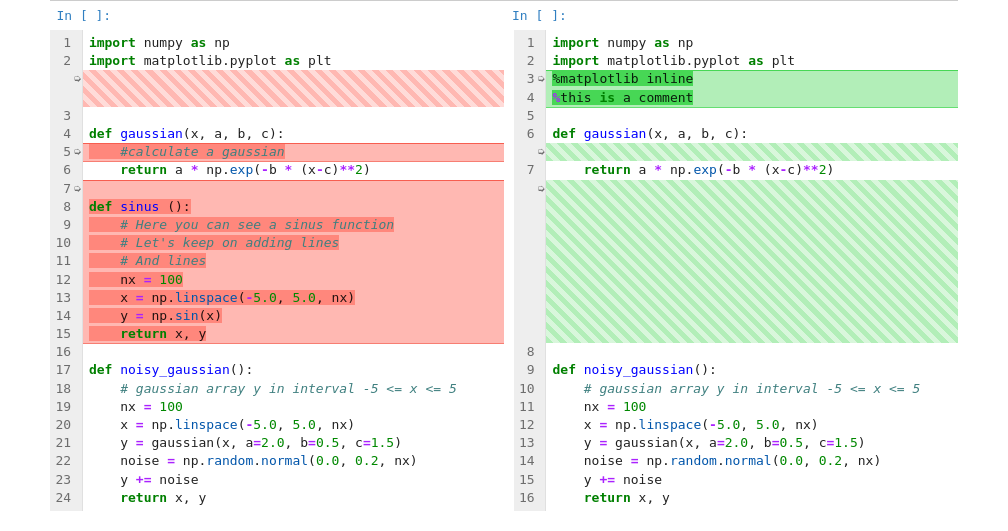 In [ ]:
1 import numpy as np
2 import matplotlib.pyplot as plt
3
4 def gaussian(x, a, b, c):
5     #calculate a gaussian
6     return a * np.exp(-b * (x-c)**2)
7
8 def sinus ():
9     # Here you can see a sinus function
10     # Let's keep on adding lines
11     # And lines
12     nx = 100
13     x = np.linspace(-5.0, 5.0, nx)
14     y = np.sin(x)
15     return x, y
16
17 def noisy_gaussian():
18     # gaussian array y in interval -5 <= x <= 5
19     nx = 100
20     x = np.linspace(-5.0, 5.0, nx)
21     y = gaussian(x, a=2.0, b=0.5, c=1.5)
22     noise = np.random.normal(0.0, 0.2, nx)
23     y += noise
24     return x, y
In [ ]:
1 import numpy as np
2 import matplotlib.pyplot as plt
3 %matplotlib inline
4 %this is a comment
5
6 def gaussian(x, a, b, c):
7     return a * np.exp(-b * (x-c)**2)
8
9 def noisy_gaussian():
10     # gaussian array y in interval -5 <= x <= 5
11     nx = 100
12     x = np.linspace(-5.0, 5.0, nx)
13     y = gaussian(x, a=2.0, b=0.5, c=1.5)
14     noise = np.random.normal(0.0, 0.2, nx)
15     y += noise
16     return x, y